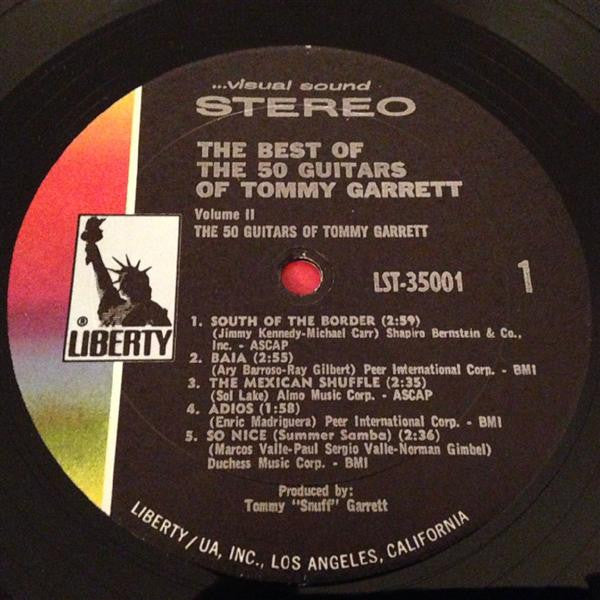 ...visual sound
STEREO
THE BEST OF
THE 50 GUITARS
OF TOMMY GARRETT
Volume II
THE 50 GUITARS OF TOMMY GARRETT
LST-35001 1
® LIBERTY
1. SOUTH OF THE BORDER (2:59)
(Jimmy Kennedy-Michael Carr) Shapiro Bernstein & Co.,
Inc. - ASCAP
2. BAIA (2:55)
(Ary Barroso-Ray Gilbert) Peer International Corp. - BMI
3. THE MEXICAN SHUFFLE (2:35)
(Sol Lake) Almo Music Corp. - ASCAP
4. ADIOS (1:58)
(Enric Madriguera) Peer International Corp. - BMI
5. SO NICE (Summer Samba) (2:36)
(Marcos Valle-Paul Sergio Valle-Norman Gimbel)
Duchess Music Corp. - BMI
Produced by:
Tommy "Snuff" Garrett
LIBERTY/UA, INC., LOS ANGELES, CALIFORNIA